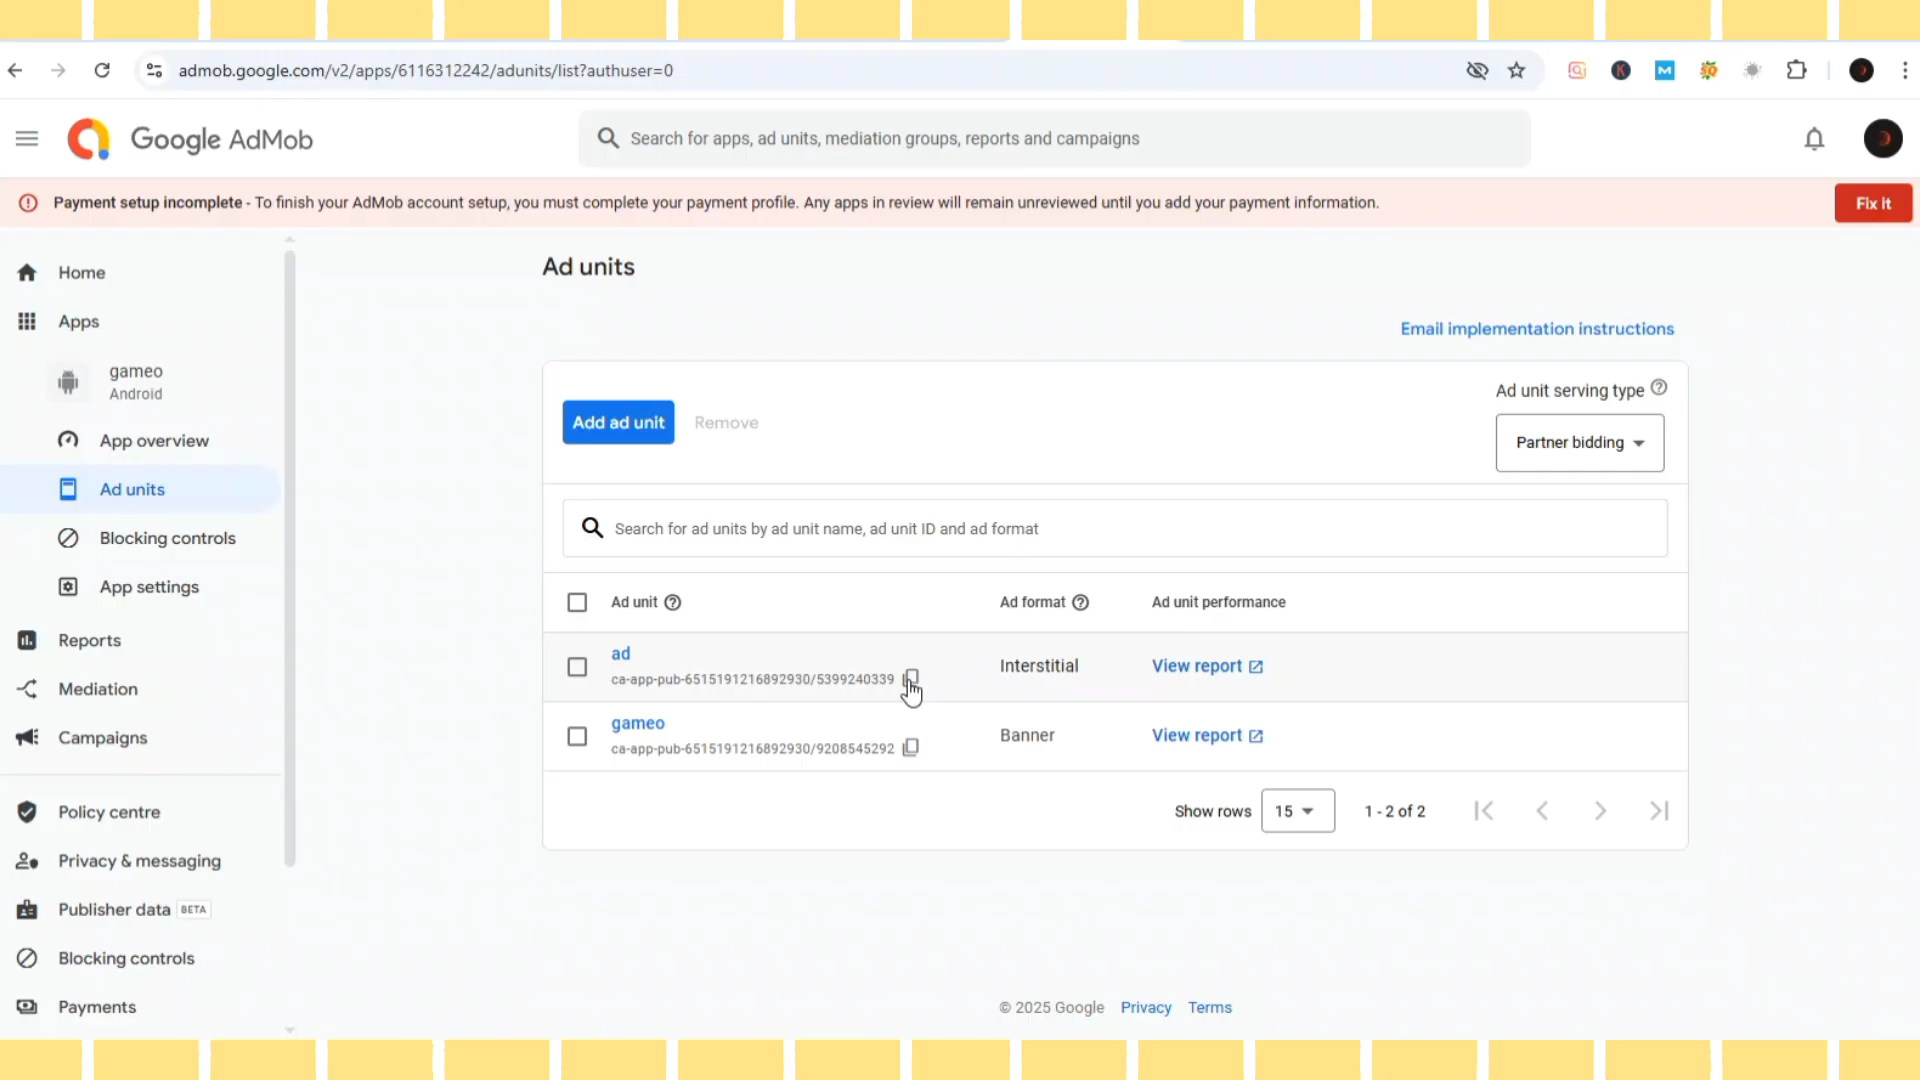 admob.google.com/v2/apps/6116312242/adunits/list?authuser=0
Google AdMob
Search for apps, ad units, mediation groups, reports and campaigns
Payment setup incomplete - To finish your AdMob account setup, you must complete your payment profile. Any apps in review will remain unreviewed until you add your payment information.
Fix it
Home
Apps
gameo
Android
App overview
Ad units
Blocking controls
App settings
Reports
Mediation
Campaigns
Policy centre
Privacy & messaging
Publisher data BETA
Blocking controls
Payments
Ad units
Email implementation instructions
Ad unit serving type
Add ad unit
Remove
Partner bidding
Search for ad units by ad unit name, ad unit ID and ad format
Ad unit
Ad format
Ad unit performance
ad
ca-app-pub-6515191216892930/5399240339
Interstitial
View report
gameo
ca-app-pub-6515191216892930/9208545292
Banner
View report
Show rows
15
1 - 2 of 2
© 2025 Google
Privacy
Terms